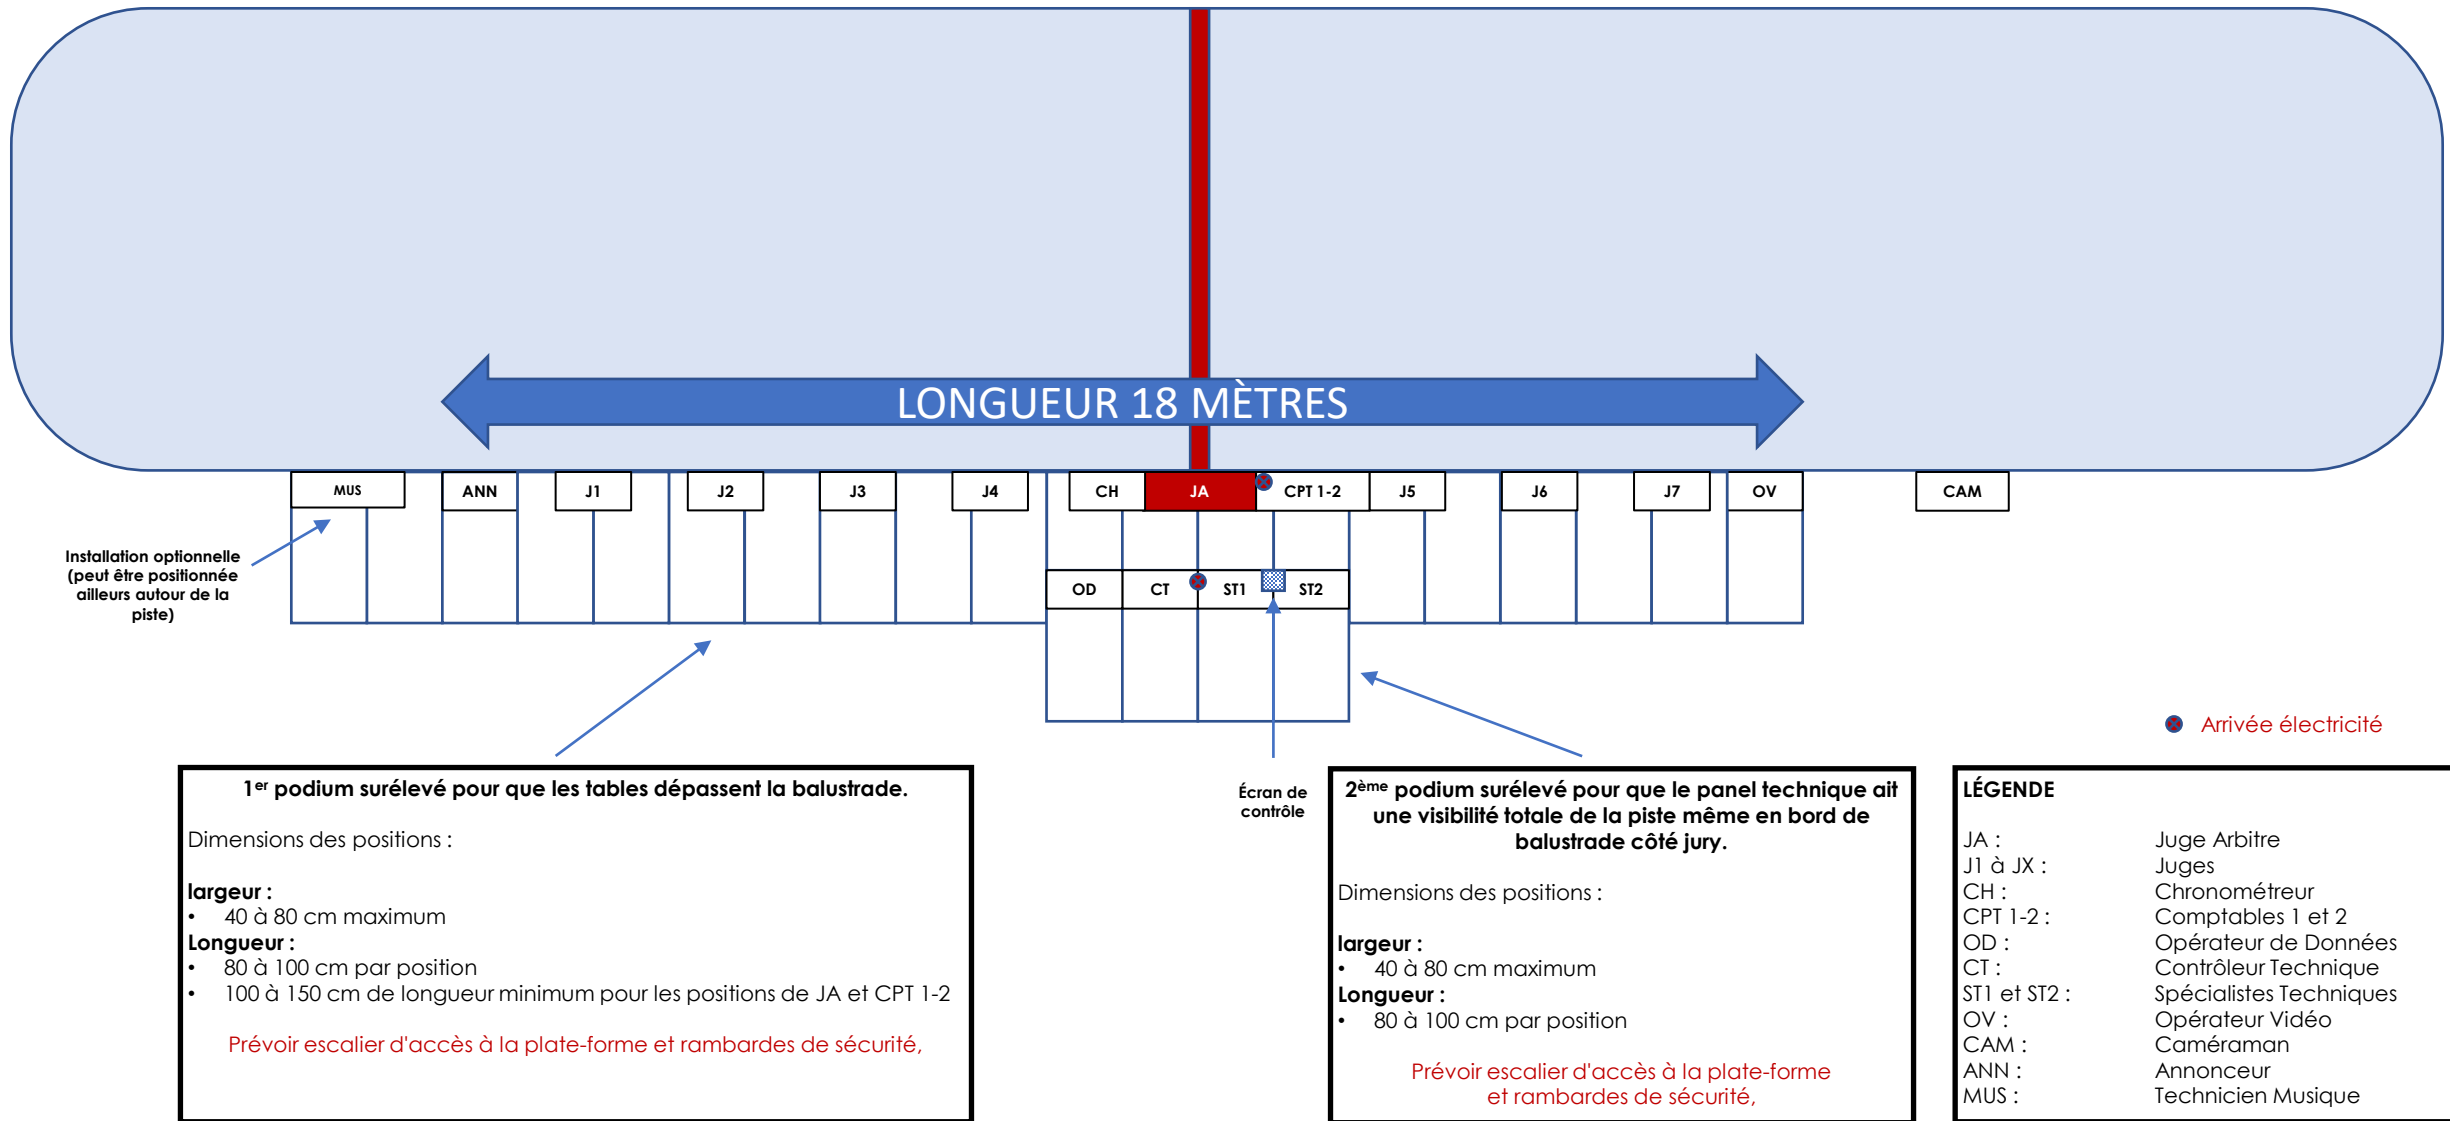 LONGUEUR 18 MÈTRES
MUS
ANN
J1
J2
J3
J4
CH
JA
CPT 1-2
J5
J6
J7
OV
CAM
Installation optionnelle
(peut être positionnée
ailleurs autour de la
piste)
OD
CT
ST1
ST2
Arrivée électricité
1er podium surélevé pour que les tables dépassent la balustrade.
Dimensions des positions :
largeur :
• 40 à 80 cm maximum
Longueur :
• 80 à 100 cm par position
• 100 à 150 cm de longueur minimum pour les positions de JA et CPT 1-2
Prévoir escalier d'accès à la plate-forme et rambardes de sécurité,
Écran de
contrôle
2ème podium surélevé pour que le panel technique ait
une visibilité totale de la piste même en bord de
balustrade côté jury.
Dimensions des positions :
largeur :
• 40 à 80 cm maximum
Longueur :
• 80 à 100 cm par position
Prévoir escalier d'accès à la plate-forme
et rambardes de sécurité,
LÉGENDE
JA : Juge Arbitre
J1 à JX : Juges
CH : Chronométreur
CPT 1-2 : Comptables 1 et 2
OD : Opérateur de Données
CT : Contrôleur Technique
ST1 et ST2 : Spécialistes Techniques
OV : Opérateur Vidéo
CAM : Caméraman
ANN : Annonceur
MUS : Technicien Musique